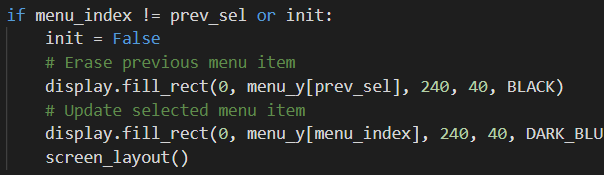 if menu_index != prev_sel or init:
init = False
# Erase previous menu item
display.fill_rect(0, menu_y[prev_sel], 240, 40, BLACK)
# Update selected menu item
display.fill_rect(0, menu_y[menu_index], 240, 40, DARK_BLU
screen_layout()